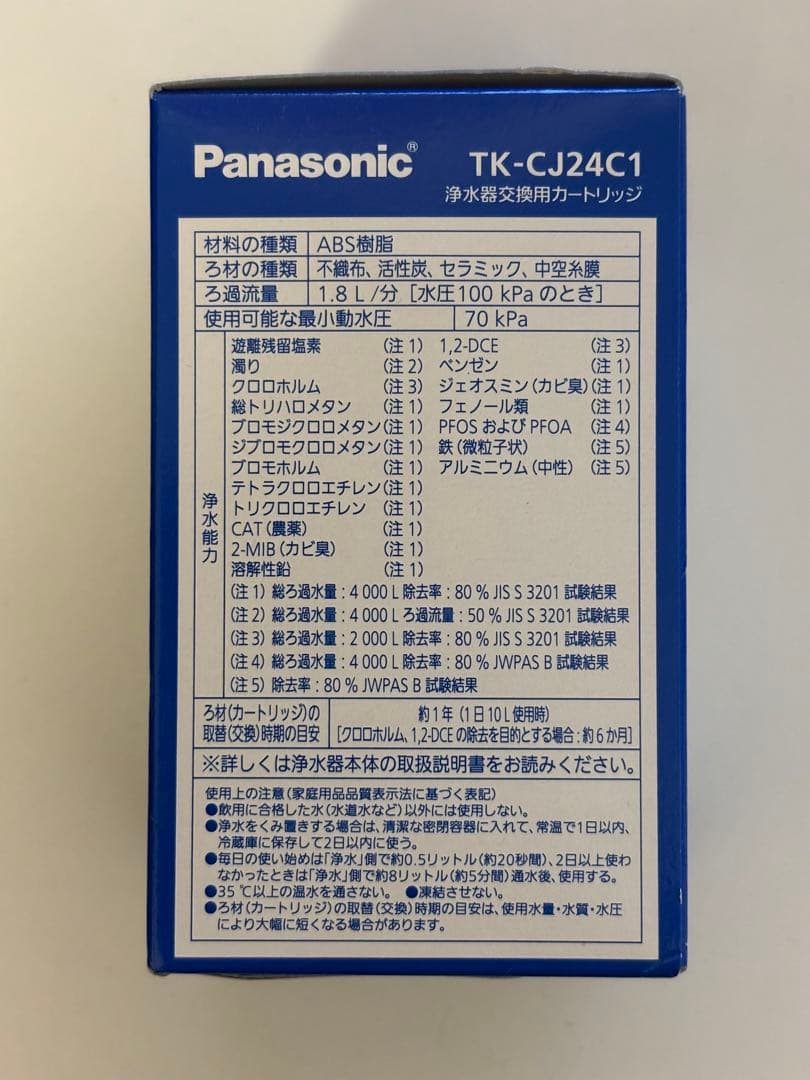 Panasonic® TK-CJ24C1
浄水器交換用カートリッジ
材料の種類 ABS樹脂
ろ材の種類 不織布、活性炭、セラミック、中空糸膜
ろ過流量 1.8 L /分［水圧100 kPa のとき］
使用可能な最小動水圧 70 kPa
浄水能力
遊離残留塩素 (注 1)
濁り (注 2)
クロロホルム (注 3)
総トリハロメタン (注 1)
ブロモジクロロメタン(注 1)
ジブロモクロロメタン(注 1)
ブロモホルム (注 1)
テトラクロロエチレン(注 1)
トリクロロエチレン (注 1)
CAT（農薬） (注 1)
2-MIB（カビ臭） (注 1)
溶解性鉛 (注 1)
1,2-DCE (注 3)
ベンゼン (注 1)
ジェオスミン(カビ臭)(注 1)
フェノール類 (注 1)
PFOS および PFOA (注 4)
鉄（微粒子状） (注 5)
アルミニウム（中性） (注 5)
(注 1) 総ろ過水量：4 000 L 除去率：80 % JIS S 3201 試験結果
(注 2) 総ろ過水量：4 000 L ろ過流量：50 % JIS S 3201 試験結果
(注 3) 総ろ過水量：2 000 L 除去率：80 % JIS S 3201 試験結果
(注 4) 総ろ過水量：4 000 L 除去率：80 % JWPAS B 試験結果
(注 5) 除去率：80 % JWPAS B 試験結果
ろ材（カートリッジ）の
取替（交換）時期の目安
約 1 年（1 日 10 L 使用時）
［クロロホルム、1,2-DCE の除去を目的とする場合：約 6 か月］
※詳しくは浄水器本体の取扱説明書をお読みください。
使用上の注意（家庭用品品質表示法に基づく表記）
●飲用に合格した水（水道水など）以外には使用しない。
●浄水をくみ置きする場合は、清潔な密閉容器に入れて、常温で1日以内、
冷蔵庫に保存して2日以内に使う。
●毎日の使い始めは「浄水」側で約0.5リットル（約20秒間）、2日以上使わ
なかったときは「浄水」側で約8リットル（約5分間）通水後、使用する。
●35 ℃以上の温水を通さない。 ●凍結させない。
●ろ材（カートリッジ）の取替（交換）時期の目安は、使用水量・水質・水圧
により大幅に短くなる場合があります。